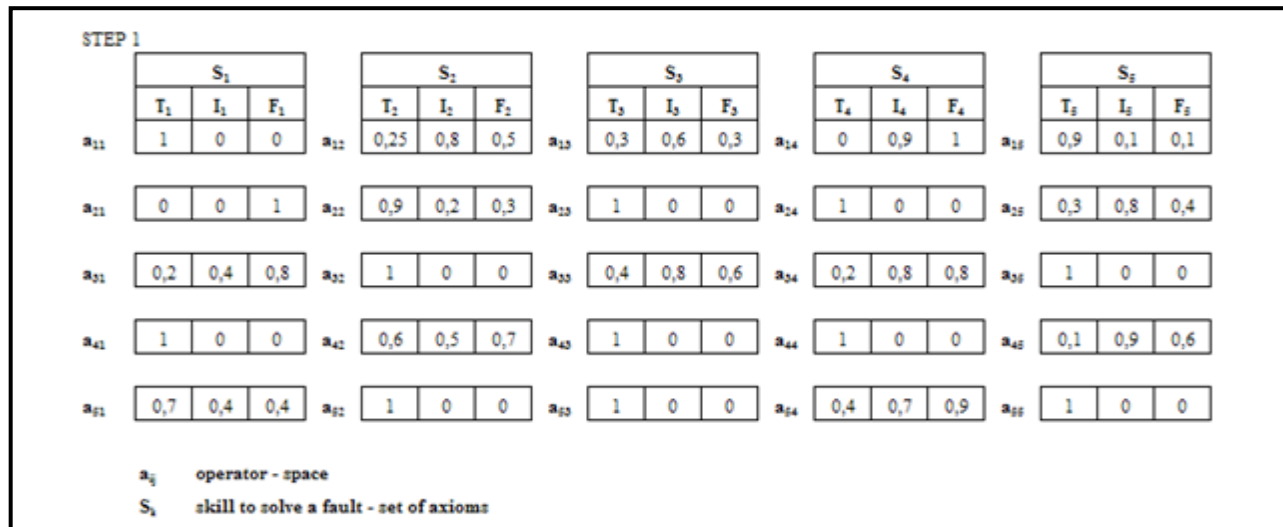 STEP 1
S₁ S₂ S₃ S₄ S₅
T₁ I₁ F₁ T₂ I₂ F₂ T₃ I₃ F₃ T₄ I₄ F₄ T₅ I₅ F₅
a₁₁ 1 0 0 a₁₂ 0,25 0,8 0,5 a₁₃ 0,3 0,6 0,3 a₁₄ 0 0,9 1 a₁₅ 0,9 0,1 0,1
a₂₁ 0 0 1 a₂₂ 0,9 0,2 0,3 a₂₃ 1 0 0 a₂₄ 1 0 0 a₂₅ 0,3 0,8 0,4
a₃₁ 0,2 0,4 0,8 a₃₂ 1 0 0 a₃₃ 0,4 0,8 0,6 a₃₄ 0,2 0,8 0,8 a₃₅ 1 0 0
a₄₁ 1 0 0 a₄₂ 0,6 0,5 0,7 a₄₃ 1 0 0 a₄₄ 1 0 0 a₄₅ 0,1 0,9 0,6
a₅₁ 0,7 0,4 0,4 a₅₂ 1 0 0 a₅₃ 1 0 0 a₅₄ 0,4 0,7 0,9 a₅₅ 1 0 0
aᵢⱼ operator - space
Sₖ skill to solve a fault - set of axioms